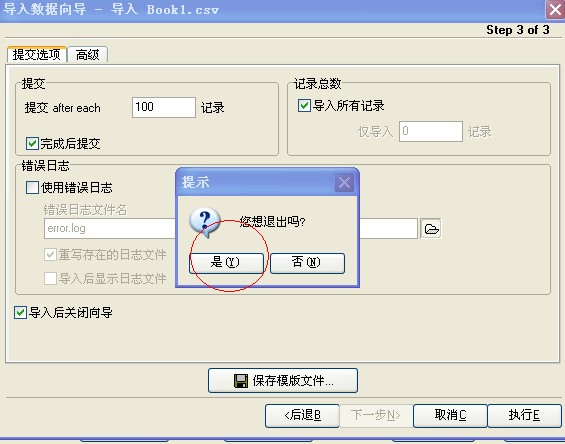 导入数据向导 - 导入 Book1.csv
Step 3 of 3
提交选项 高级
提交
提交 after each 100 记录
完成后提交
记录总数
导入所有记录
仅导入 0 记录
错误日志
使用错误日志
错误日志文件名
error.log
重写存在的日志文件
导入后显示日志文件
提示
您想退出吗?
是(Y) 否(N)
导入后关闭向导
保存模版文件...
<后退B 下一步N> 取消C 执行E